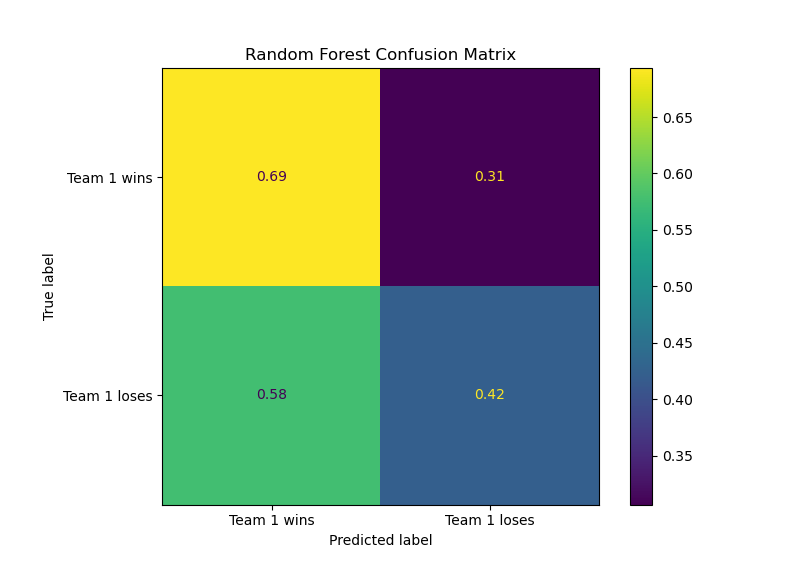 Random Forest Confusion Matrix
Team 1 wins
0.69
0.31
Team 1 loses
0.58
0.42
True label
Team 1 wins
Team 1 loses
Predicted label
0.65
0.60
0.55
0.50
0.45
0.40
0.35